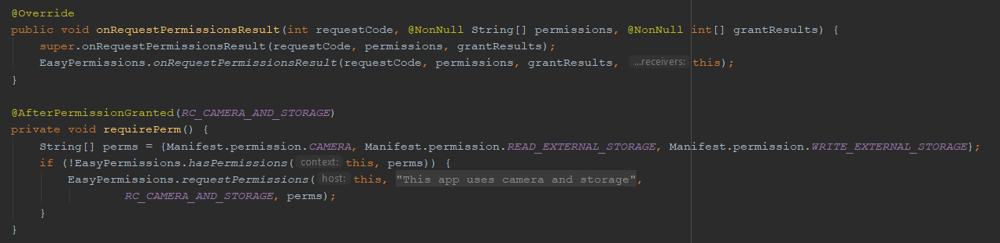 @Override
public void onRequestPermissionsResult(int requestCode, @NonNull String[] permissions, @NonNull int[] grantResults) {
super.onRequestPermissionsResult(requestCode, permissions, grantResults);
EasyPermissions.onRequestPermissionsResult(requestCode, permissions, grantResults, ...receivers: this);
}
@AfterPermissionGranted(RC_CAMERA_AND_STORAGE)
private void requirePerm() {
String[] perms = {Manifest.permission.CAMERA, Manifest.permission.READ_EXTERNAL_STORAGE, Manifest.permission.WRITE_EXTERNAL_STORAGE};
if (!EasyPermissions.hasPermissions( context: this, perms)) {
EasyPermissions.requestPermissions( host: this, "This app uses camera and storage",
RC_CAMERA_AND_STORAGE, perms);
}
}